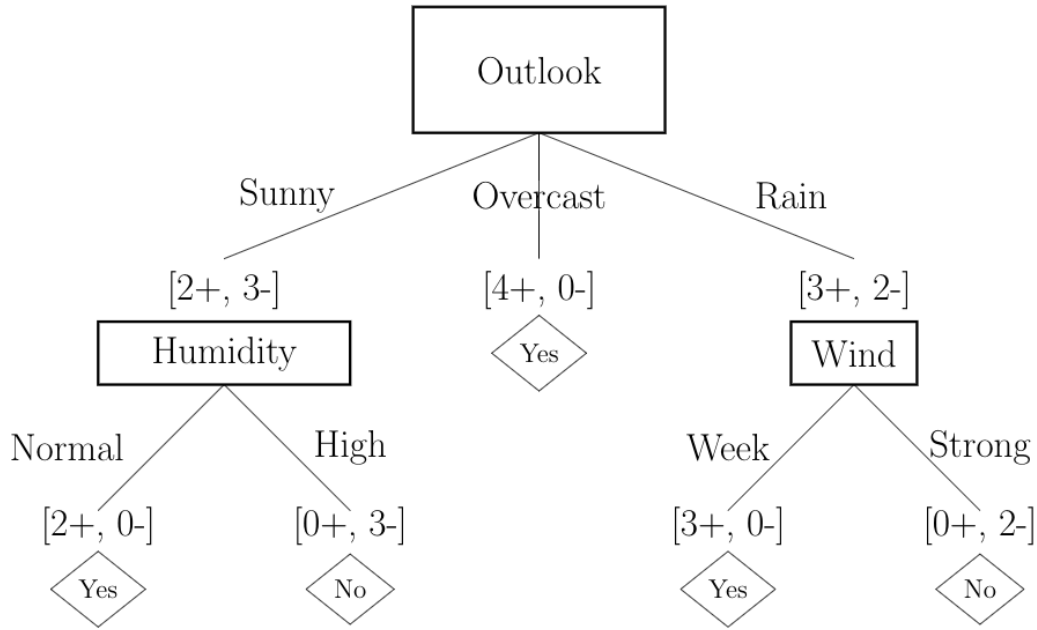 Outlook
Sunny Overcast Rain
[2+, 3-] [4+, 0-] [3+, 2-]
Humidity Yes Wind
Normal High Week Strong
[2+, 0-] [0+, 3-] [3+, 0-] [0+, 2-]
Yes No Yes No